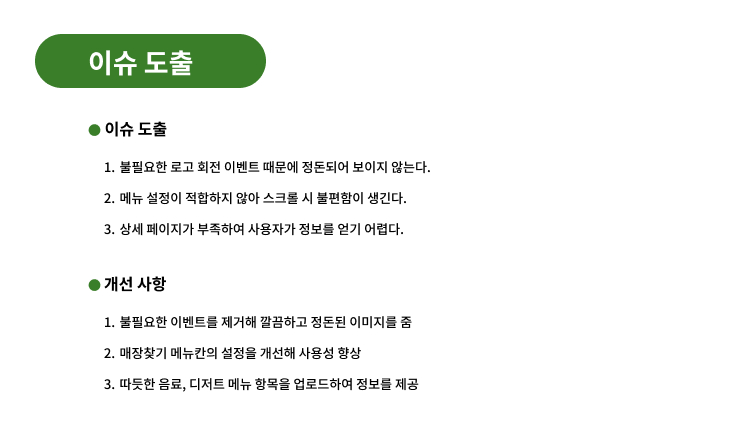 이슈 도출
● 이슈 도출
1. 불필요한 로고 회전 이벤트 때문에 정돈되어 보이지 않는다.
2. 메뉴 설정이 적합하지 않아 스크롤 시 불편함이 생긴다.
3. 상세 페이지가 부족하여 사용자가 정보를 얻기 어렵다.
● 개선 사항
1. 불필요한 이벤트를 제거해 깔끔하고 정돈된 이미지를 줌
2. 매장찾기 메뉴칸의 설정을 개선해 사용성 향상
3. 따듯한 음료, 디저트 메뉴 항목을 업로드하여 정보를 제공